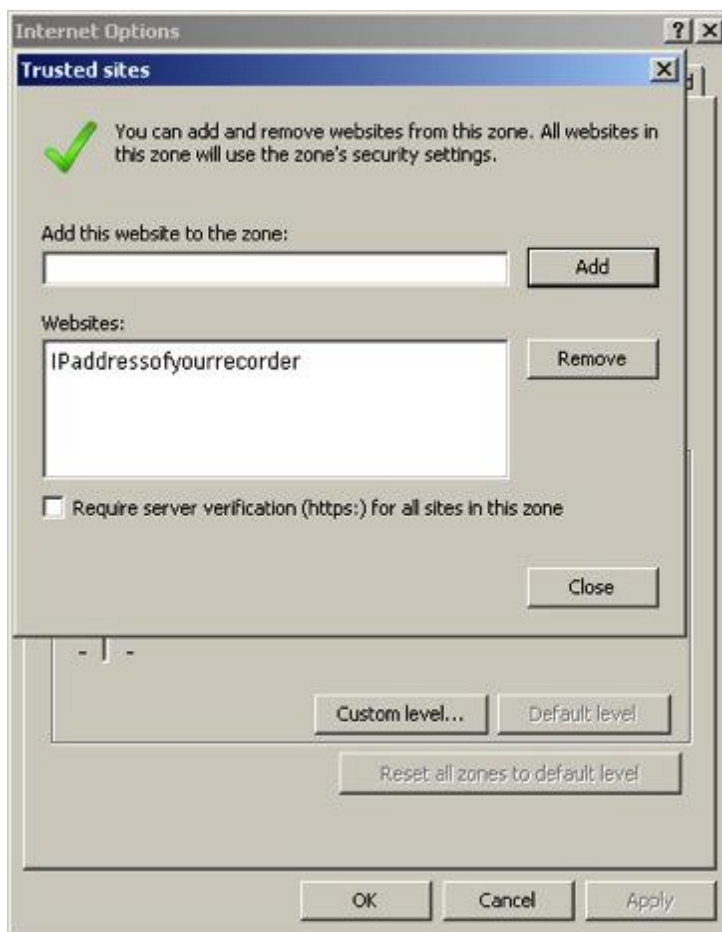 Internet Options
Trusted sites
You can add and remove websites from this zone. All websites in
this zone will use the zone's security settings.
Add this website to the zone:
Add
Websites:
IPaddressofyourrecorder
Remove
Require server verification (https:) for all sites in this zone
Close
- -
Custom level...
Default level
Reset all zones to default level
OK
Cancel
Apply